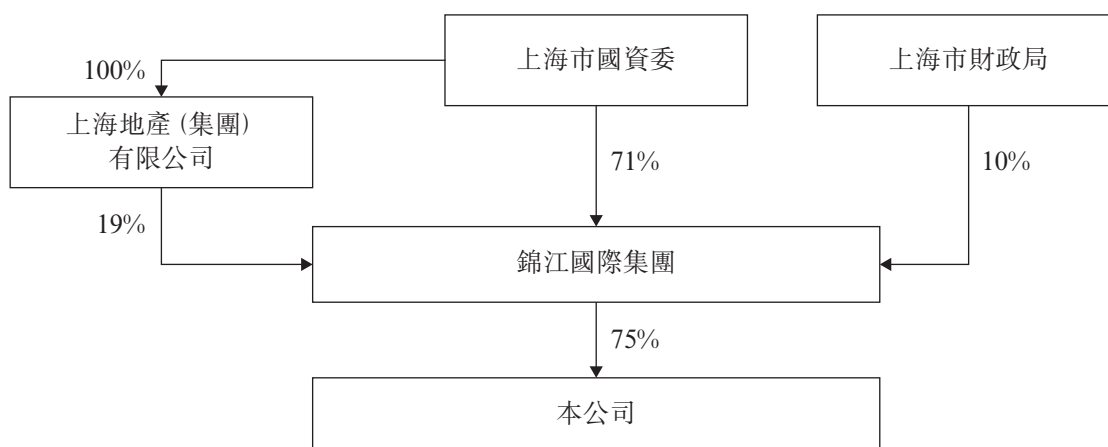 上海市國資委
上海市財政局
100%
上海地產（集團）
有限公司
71%
10%
19%
錦江國際集團
75%
本公司